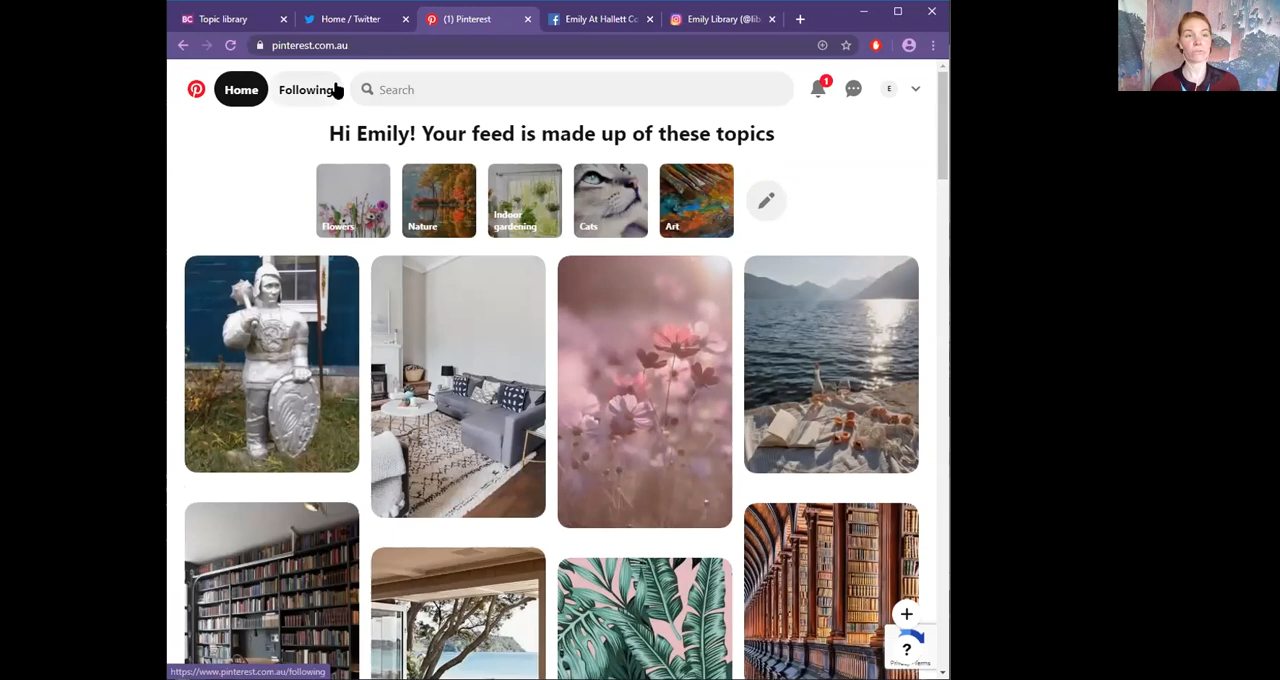 BC Topic library
Home / Twitter
(1) Pinterest
Emily At Hallett Co
Emily Library (@lib
pinterest.com.au
Home
Following
Search
1
E
Hi Emily! Your feed is made up of these topics
Flowers
Nature
Indoor
gardening
Cats
Art
+
?
https://www.pinterest.com.au/following